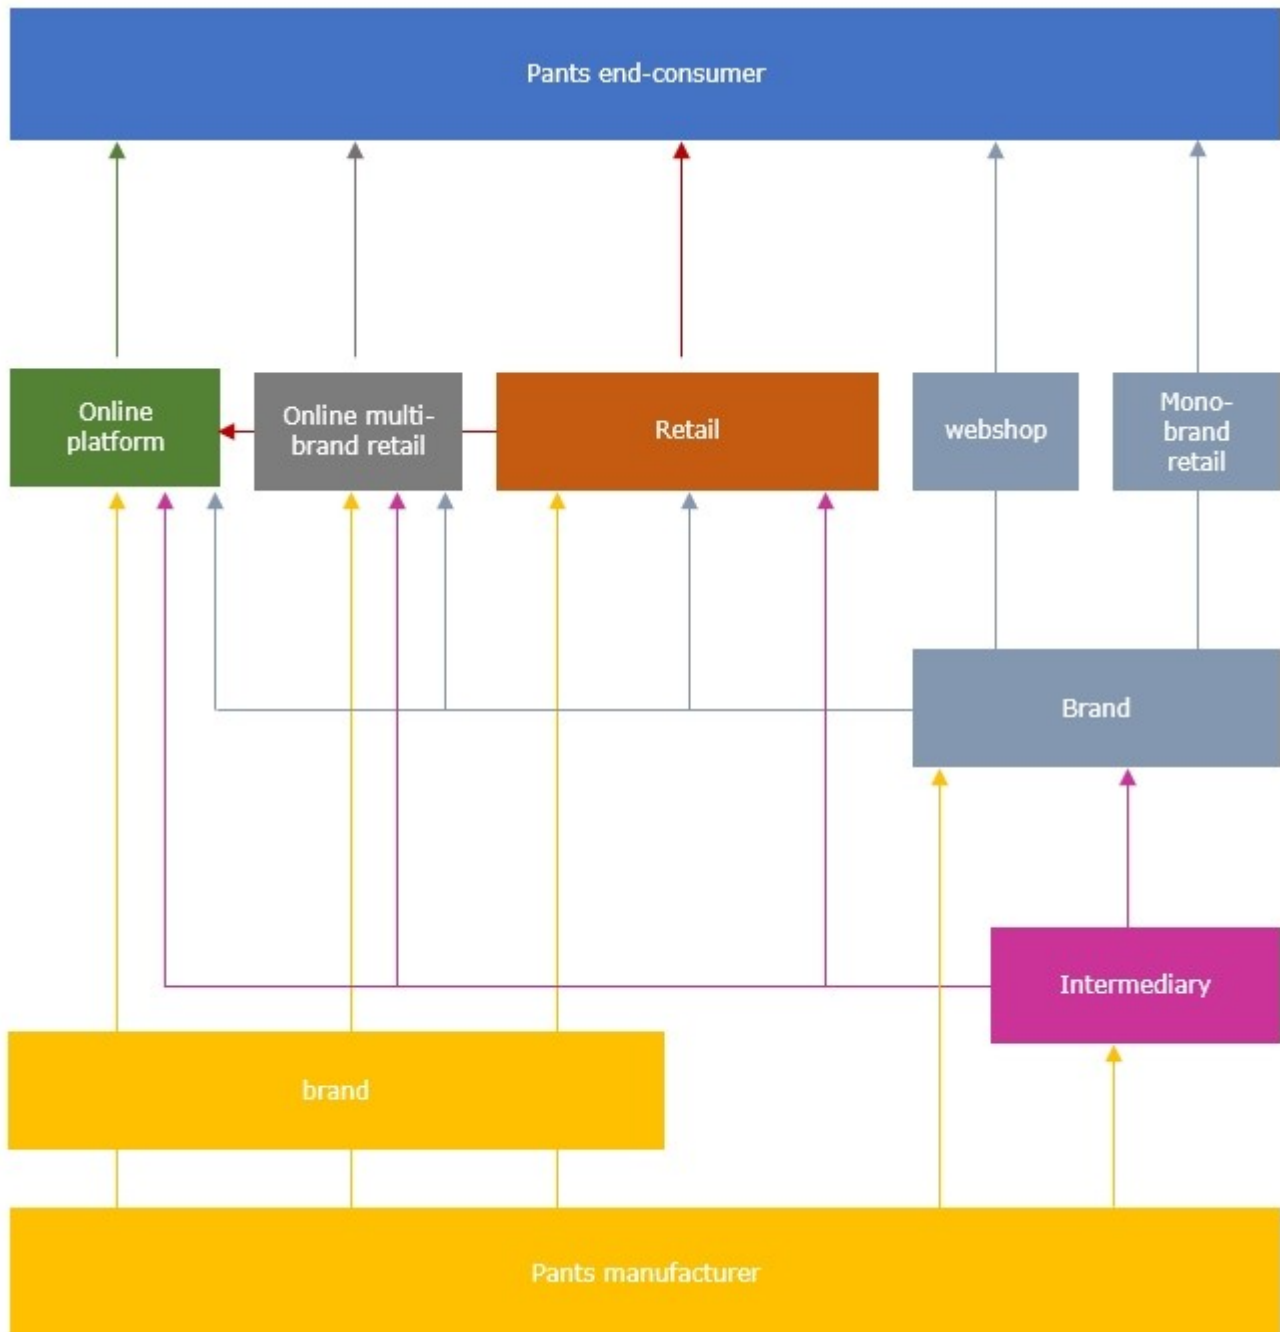 Pants end-consumer
Online
platform
Online multi-
brand retail
Retail
webshop
Mono-
brand
retail
Brand
Intermediary
brand
Pants manufacturer